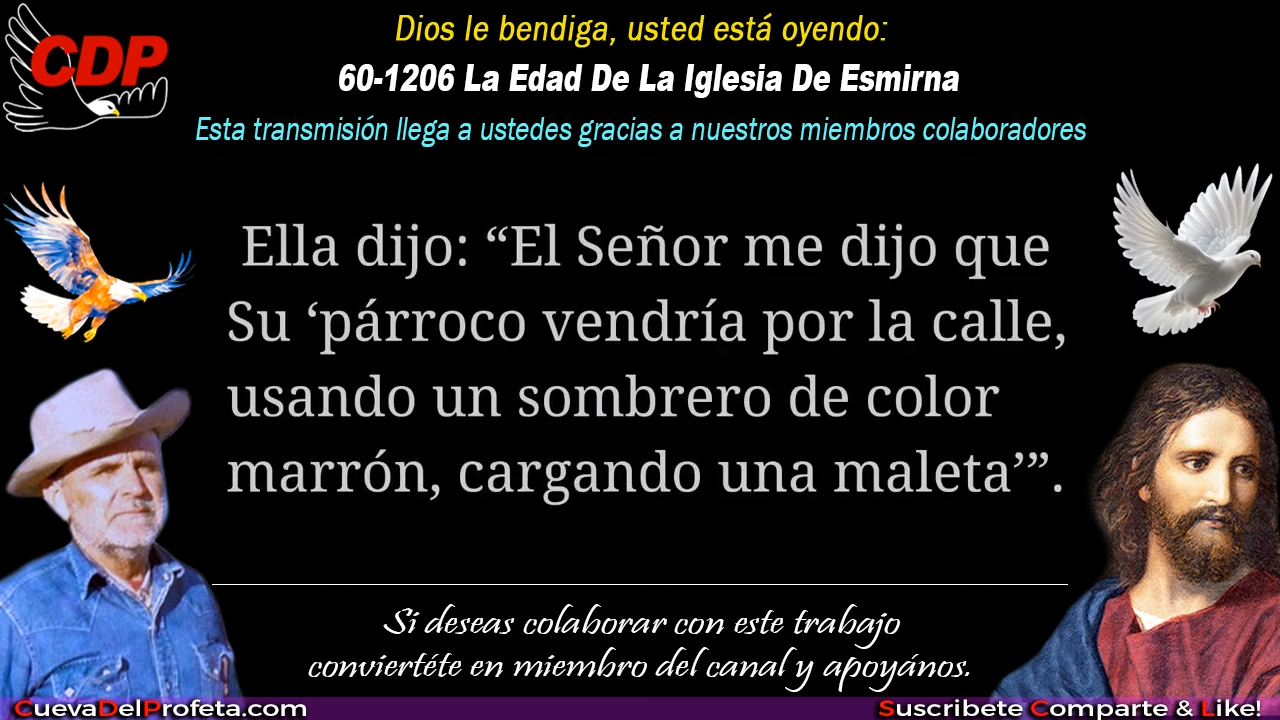 CDP
Dios le bendiga, usted está oyendo:
60-1206 La Edad De La Iglesia De Esmirna
Esta transmisión llega a ustedes gracias a nuestros miembros colaboradores
Ella dijo: “El Señor me dijo que
Su ‘párroco vendría por la calle,
usando un sombrero de color
marrón, cargando una maleta’”.
Si deseas colaborar con este trabajo
conviertéte en miembro del canal y apoyános.
CuevaDelProfeta.com
Suscribete Comparte & Like!